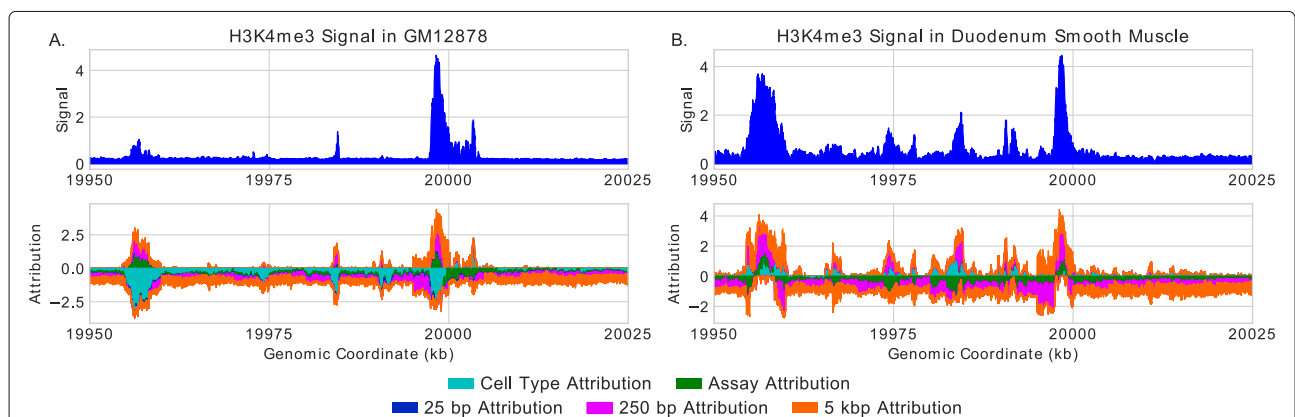 A.
H3K4me3 Signal in GM12878
Signal
4
2
0
19950 19975 20000 20025
Attribution
2.5
0.0
−2.5
19950 19975 20000 20025
Genomic Coordinate (kb)
B.
H3K4me3 Signal in Duodenum Smooth Muscle
Signal
4
2
0
19950 19975 20000 20025
Attribution
4
2
0
−2
19950 19975 20000 20025
Genomic Coordinate (kb)
Cell Type Attribution Assay Attribution
25 bp Attribution 250 bp Attribution 5 kbp Attribution